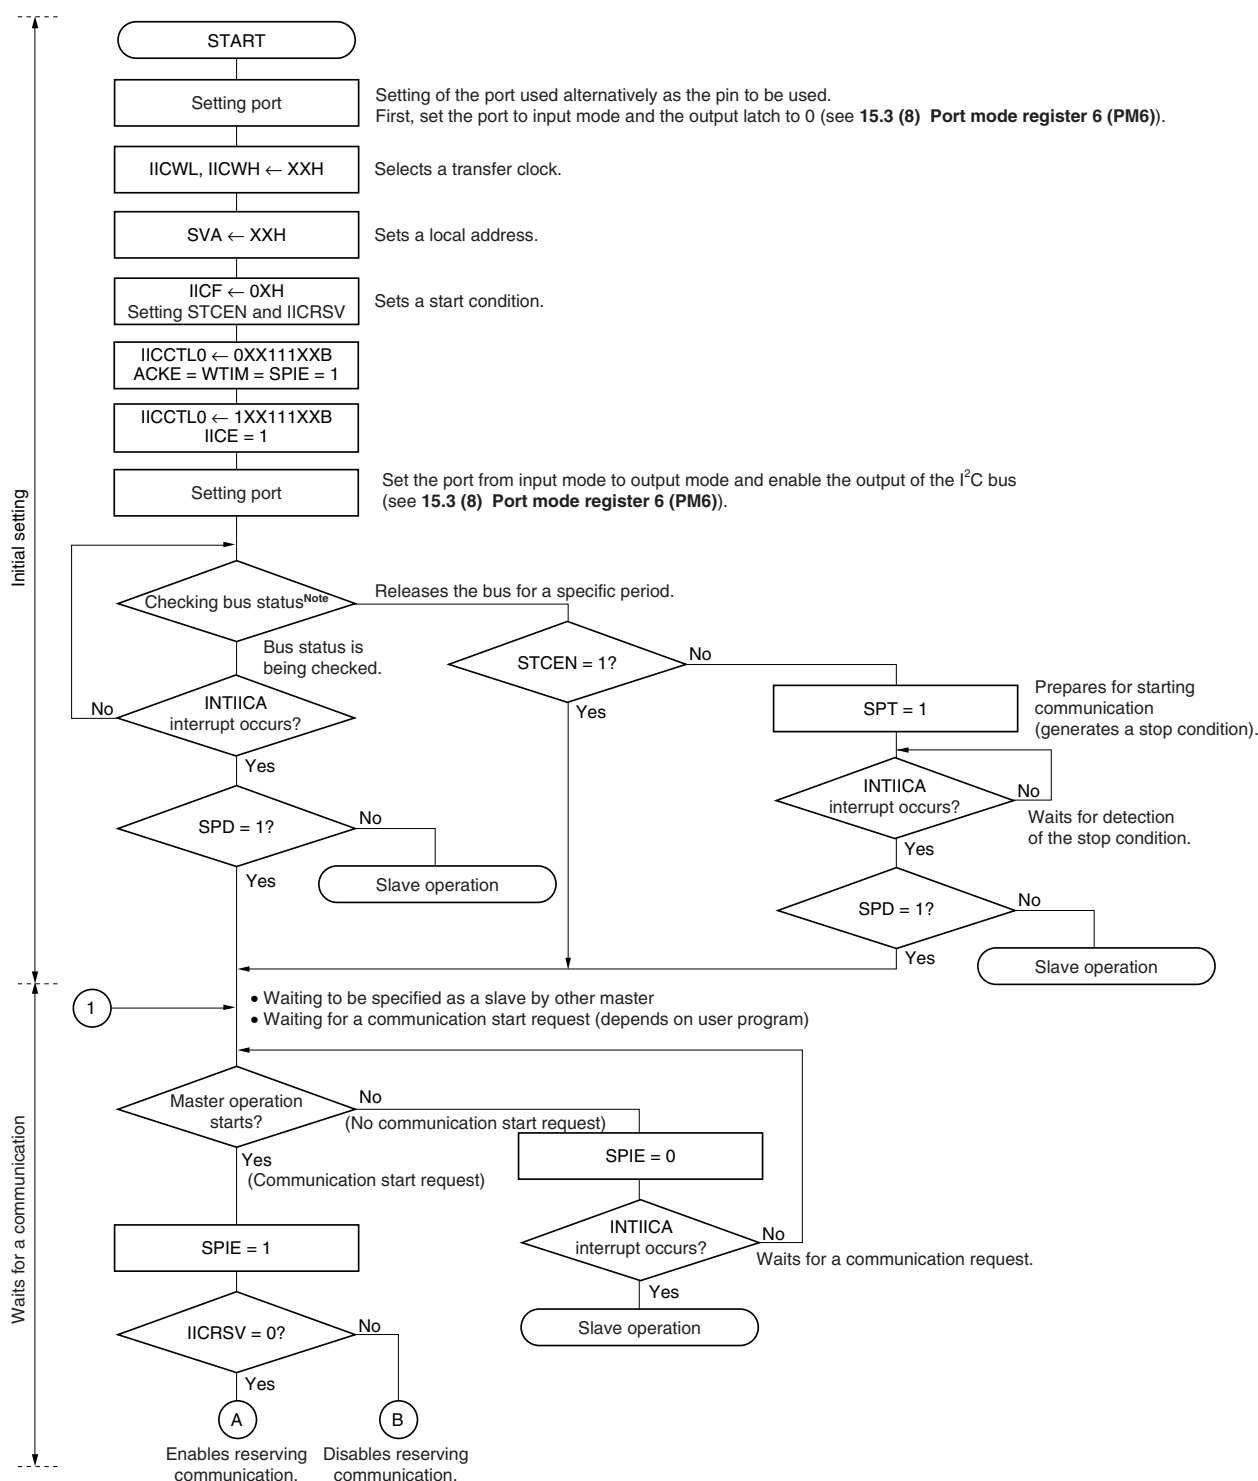 START
Setting port
Setting of the port used alternatively as the pin to be used.
First, set the port to input mode and the output latch to 0 (see 15.3 (8) Port mode register 6 (PM6)).
IICWL, IICWH ← XXH
Selects a transfer clock.
SVA ← XXH
Sets a local address.
IICF ← 0XH
Setting STCEN and IICRSV
Sets a start condition.
IICCTL0 ← 0XX111XXB
ACKE = WTIM = SPIE = 1
IICCTL0 ← 1XX111XXB
IICE = 1
Setting port
Set the port from input mode to output mode and enable the output of the I²C bus
(see 15.3 (8) Port mode register 6 (PM6)).
Initial setting
Checking bus statusNote
Releases the bus for a specific period.
Bus status is
being checked.
STCEN = 1?
No
Yes
SPT = 1
Prepares for starting
communication
(generates a stop condition).
INTIICA
interrupt occurs?
No
Yes
INTIICA
interrupt occurs?
No
Waits for detection
of the stop condition.
Yes
SPD = 1?
No
Yes
Slave operation
SPD = 1?
No
Yes
Slave operation
1
• Waiting to be specified as a slave by other master
• Waiting for a communication start request (depends on user program)
Waits for a communication
Master operation
starts?
No
(No communication start request)
Yes
(Communication start request)
SPIE = 0
INTIICA
interrupt occurs?
No
Waits for a communication request.
Yes
Slave operation
SPIE = 1
IICRSV = 0?
No
Yes
A
B
Enables reserving
communication.
Disables reserving
communication.